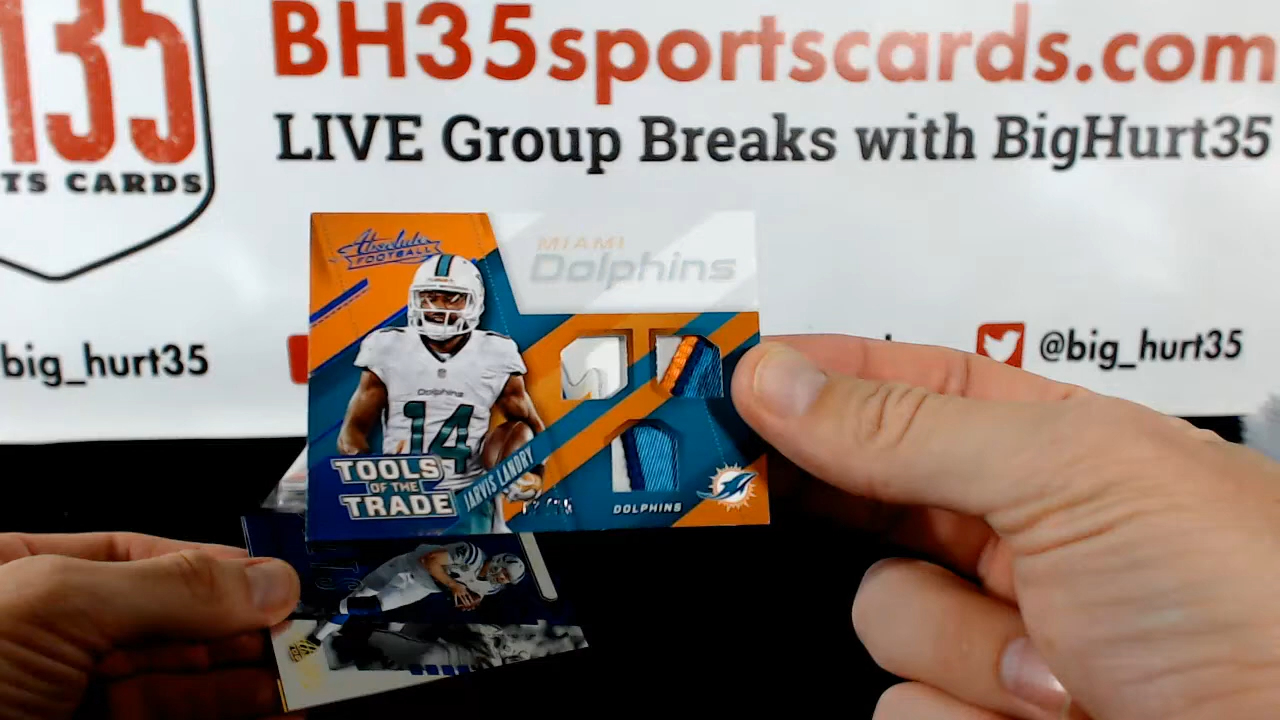 135
TS CARDS
BH35sportscards.com
LIVE Group Breaks with BigHurt35
big_hurt35
@big_hurt35
Absolute
FOOTBALL
MIAMI
Dolphins
Dolphins
14
TOOLS
OF THE
TRADE
JARVIS LANDRY
DOLPHINS